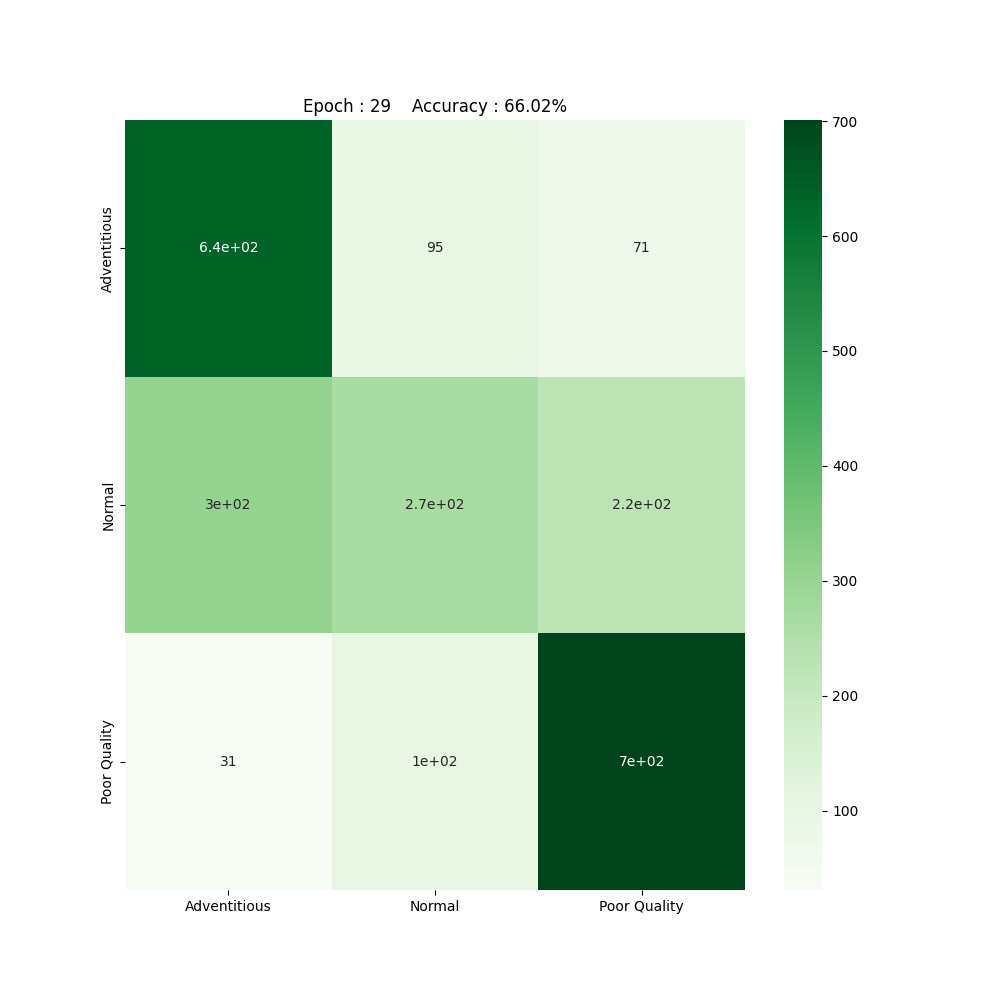 Epoch : 29    Accuracy : 66.02%
700
600
500
400
300
200
100
Adventitious
6.4e+02 95 71
Normal
3e+02 2.7e+02 2.2e+02
Poor Quality
31 1e+02 7e+02
Adventitious Normal Poor Quality